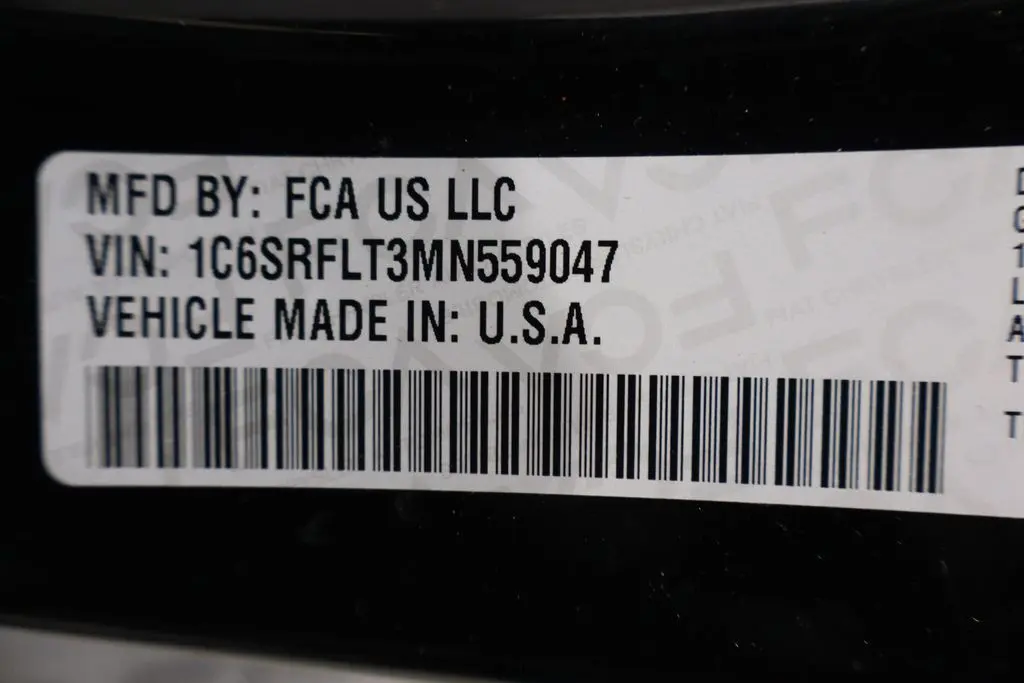 MFD BY: FCA US LLC
VIN: 1C6SRFLT3MN559047
VEHICLE MADE IN: U.S.A.